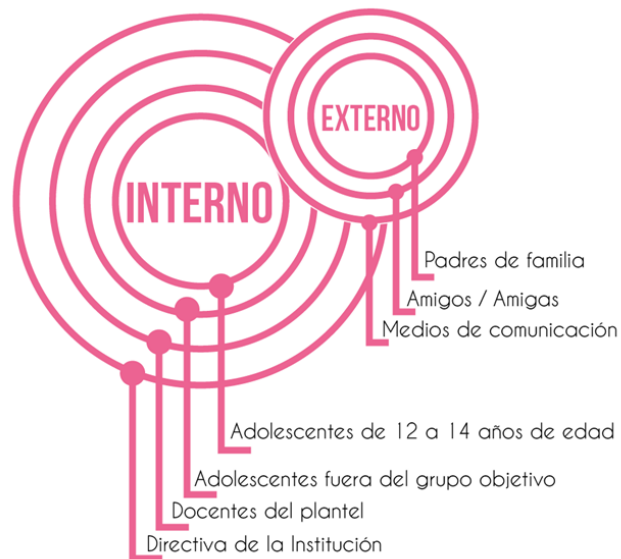 EXTERNO
INTERNO
Padres de familia
Amigos / Amigas
Medios de comunicación
Adolescentes de 12 a 14 años de edad
Adolescentes fuera del grupo objetivo
Docentes del plantel
Directiva de la Institución